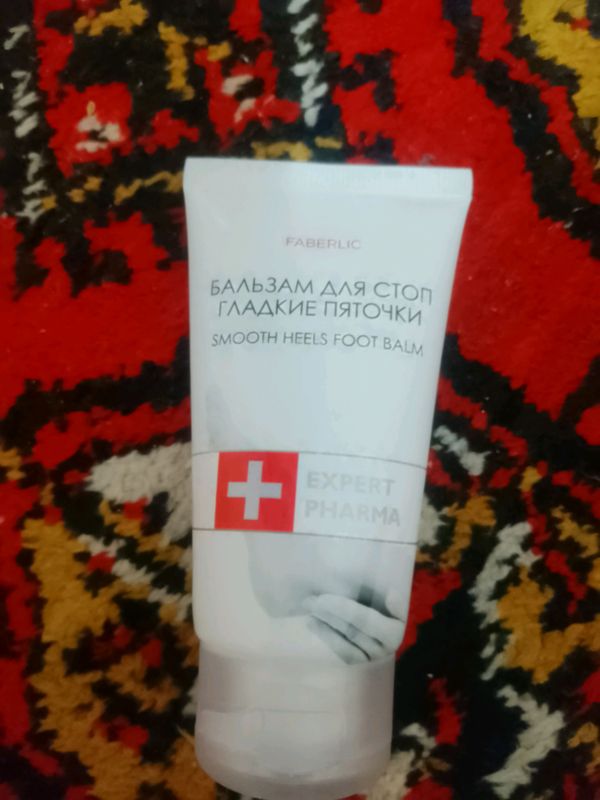 FABERLIC
БАЛЬЗАМ ДЛЯ СТОП
ГЛАДКИЕ ПЯТОЧКИ
SMOOTH HEELS FOOT BALM
EXPERT
PHARMA